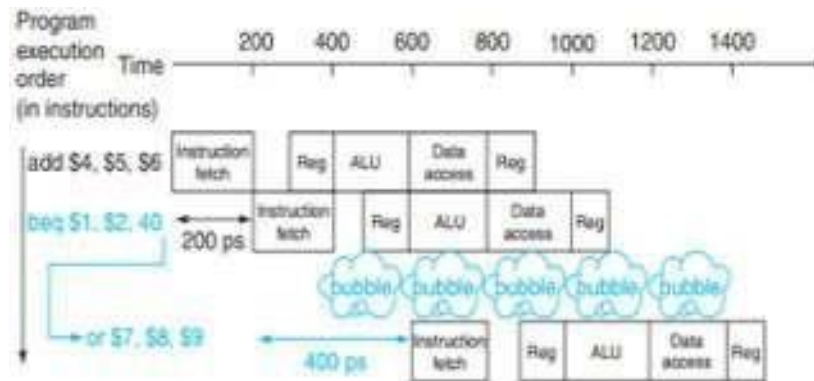 Program
execution
order
(in instructions)
Time
200 400 600 800 1000 1200 1400
add $4, $5, $6
Instruction
fetch
Reg
ALU
Data
access
Reg
beq $1, $2, 40
200 ps
Instruction
fetch
Reg
ALU
Data
access
Reg
bubble bubble bubble bubble bubble
or $7, $8, $9
400 ps
Instruction
fetch
Reg
ALU
Data
access
Reg